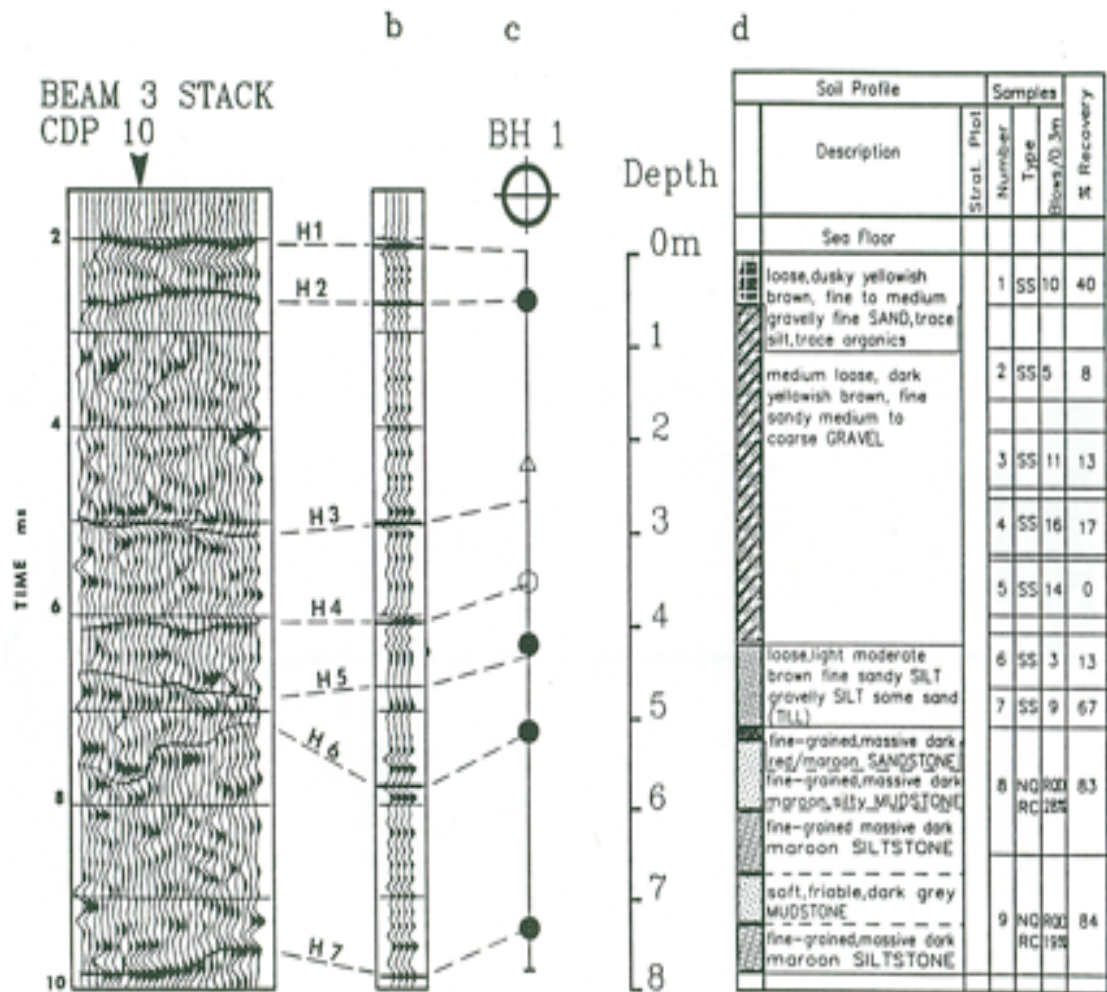 b
c
d
BEAM 3 STACK
CDP 10
BH 1
Depth
TIME ms
2
4
6
8
10
H1
H2
H3
H4
H5
H6
H7
0m
1
2
3
4
5
6
7
8
Soil Profile
Samples
Description
Strat. Plot
Number
Type
Blows/0.3m
% Recovery
Sea Floor
loose,dusky yellowish
brown, fine to medium
gravelly fine SAND,trace
silt,trace organics
1 SS 10 40
medium loose, dark
yellowish brown, fine
sandy medium to
coarse GRAVEL
2 SS 5 8
3 SS 11 13
4 SS 16 17
5 SS 14 0
loose,light moderate
brown fine sandy SILT
gravelly SILT some sand
(TILL)
6 SS 3 13
7 SS 9 67
fine-grained,massive dark
red/maroon SANDSTONE
fine-grained,massive dark
maroon,silty MUDSTONE
8 NQ RQD 83
RC 28%
fine-grained massive dark
maroon SILTSTONE
soft,friable,dark grey
MUDSTONE
9 NQ RQD 84
RC 19%
fine-grained,massive dark
maroon SILTSTONE